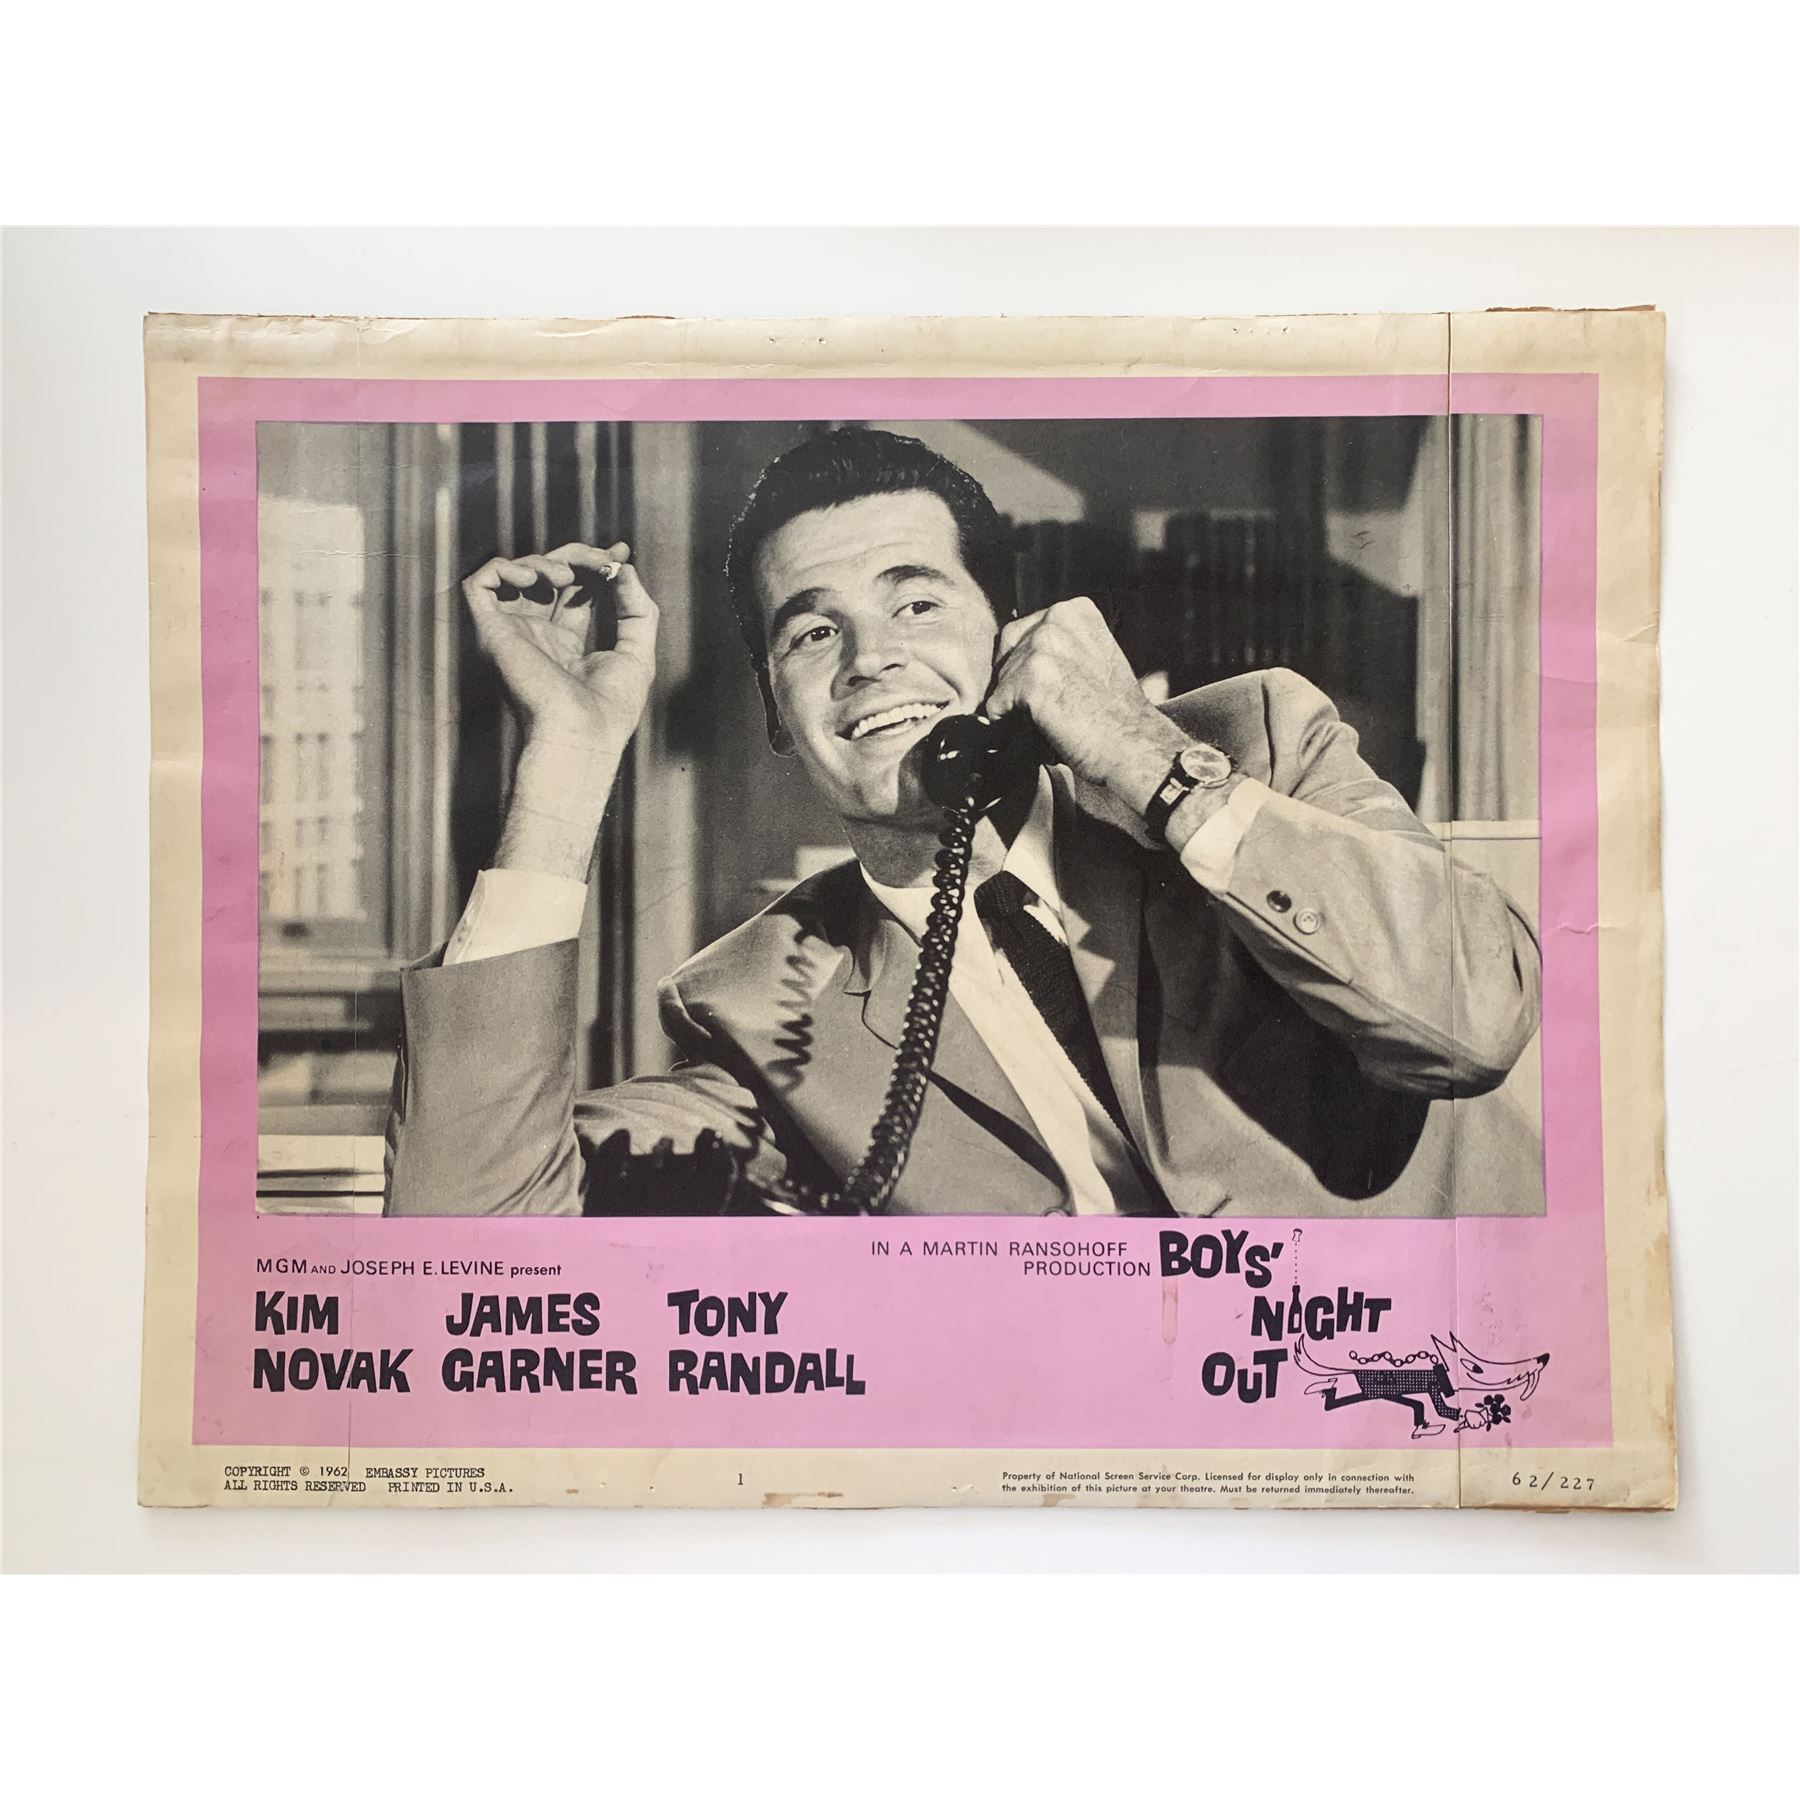 MGM AND JOSEPH E. LEVINE present
KIM JAMES TONY
NOVAK GARNER RANDALL
IN A MARTIN RANSOHOFF
PRODUCTION
BOYS'
NIGHT
OUT
COPYRIGHT © 1962 EMBASSY PICTURES
ALL RIGHTS RESERVED PRINTED IN U.S.A.
1
Property of National Screen Service Corp. Licensed for display only in connection with
the exhibition of this picture at your theatre. Must be returned immediately thereafter.
62/227